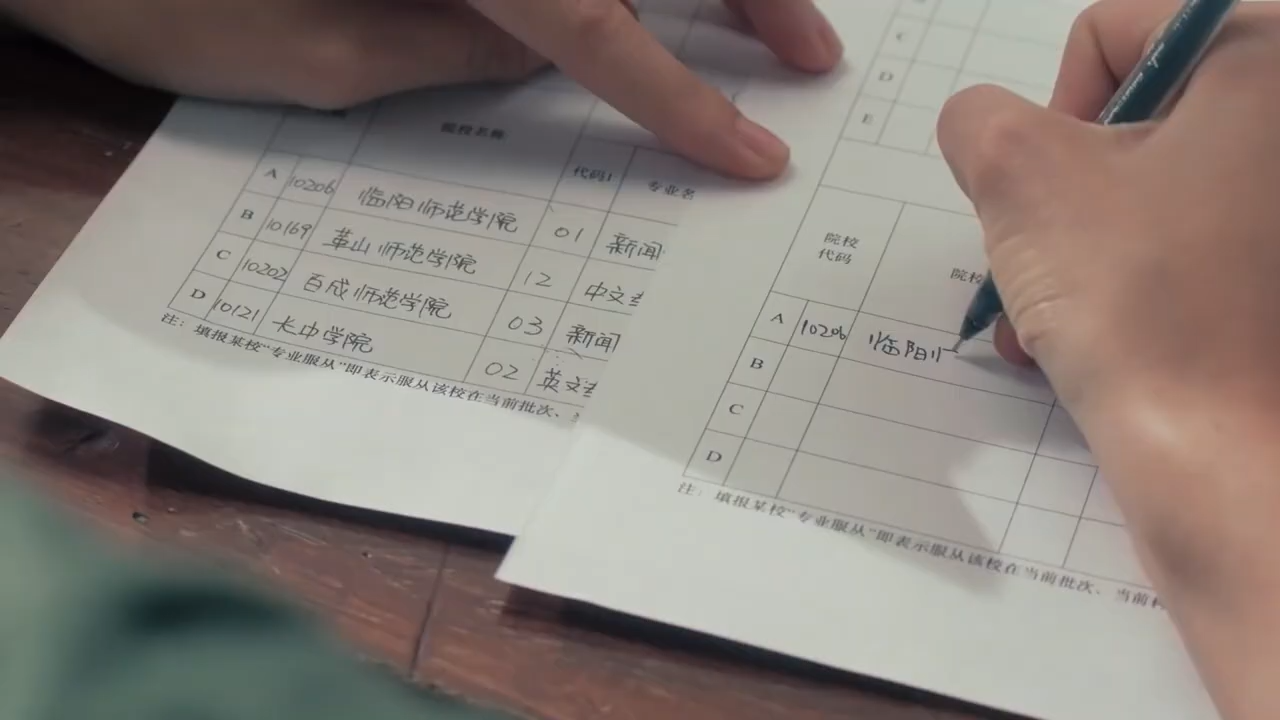 院校名称 代码1 专业名
A 10206 临阳师范学院 01 新闻
B 10169 革山师范学院 12 中文
C 10202 百成师范学院 03 新闻
D 10121 长中学院 02 英文
注：填报某校“专业服从”即表示服从该校在当前批次、
C
D
E
院校代码 院校
A 10206 临阳
B
C
D
注：填报某校“专业服从”即表示服从该校在当前批次、当前